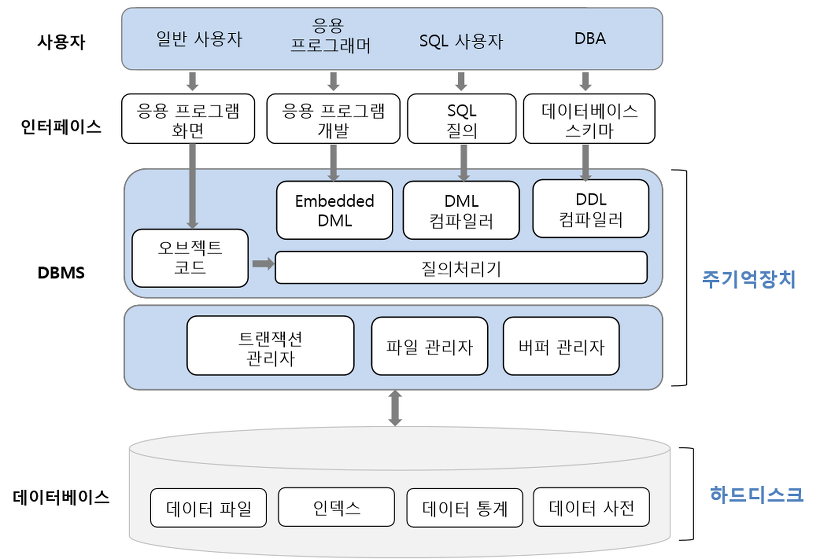 사용자
일반 사용자
응용
프로그래머
SQL 사용자
DBA
인터페이스
응용 프로그램
화면
응용 프로그램
개발
SQL
질의
데이터베이스
스키마
DBMS
Embedded
DML
DML
컴파일러
DDL
컴파일러
오브젝트
코드
질의처리기
주기억장치
트랜잭션
관리자
파일 관리자
버퍼 관리자
데이터베이스
데이터 파일
인덱스
데이터 통계
데이터 사전
하드디스크